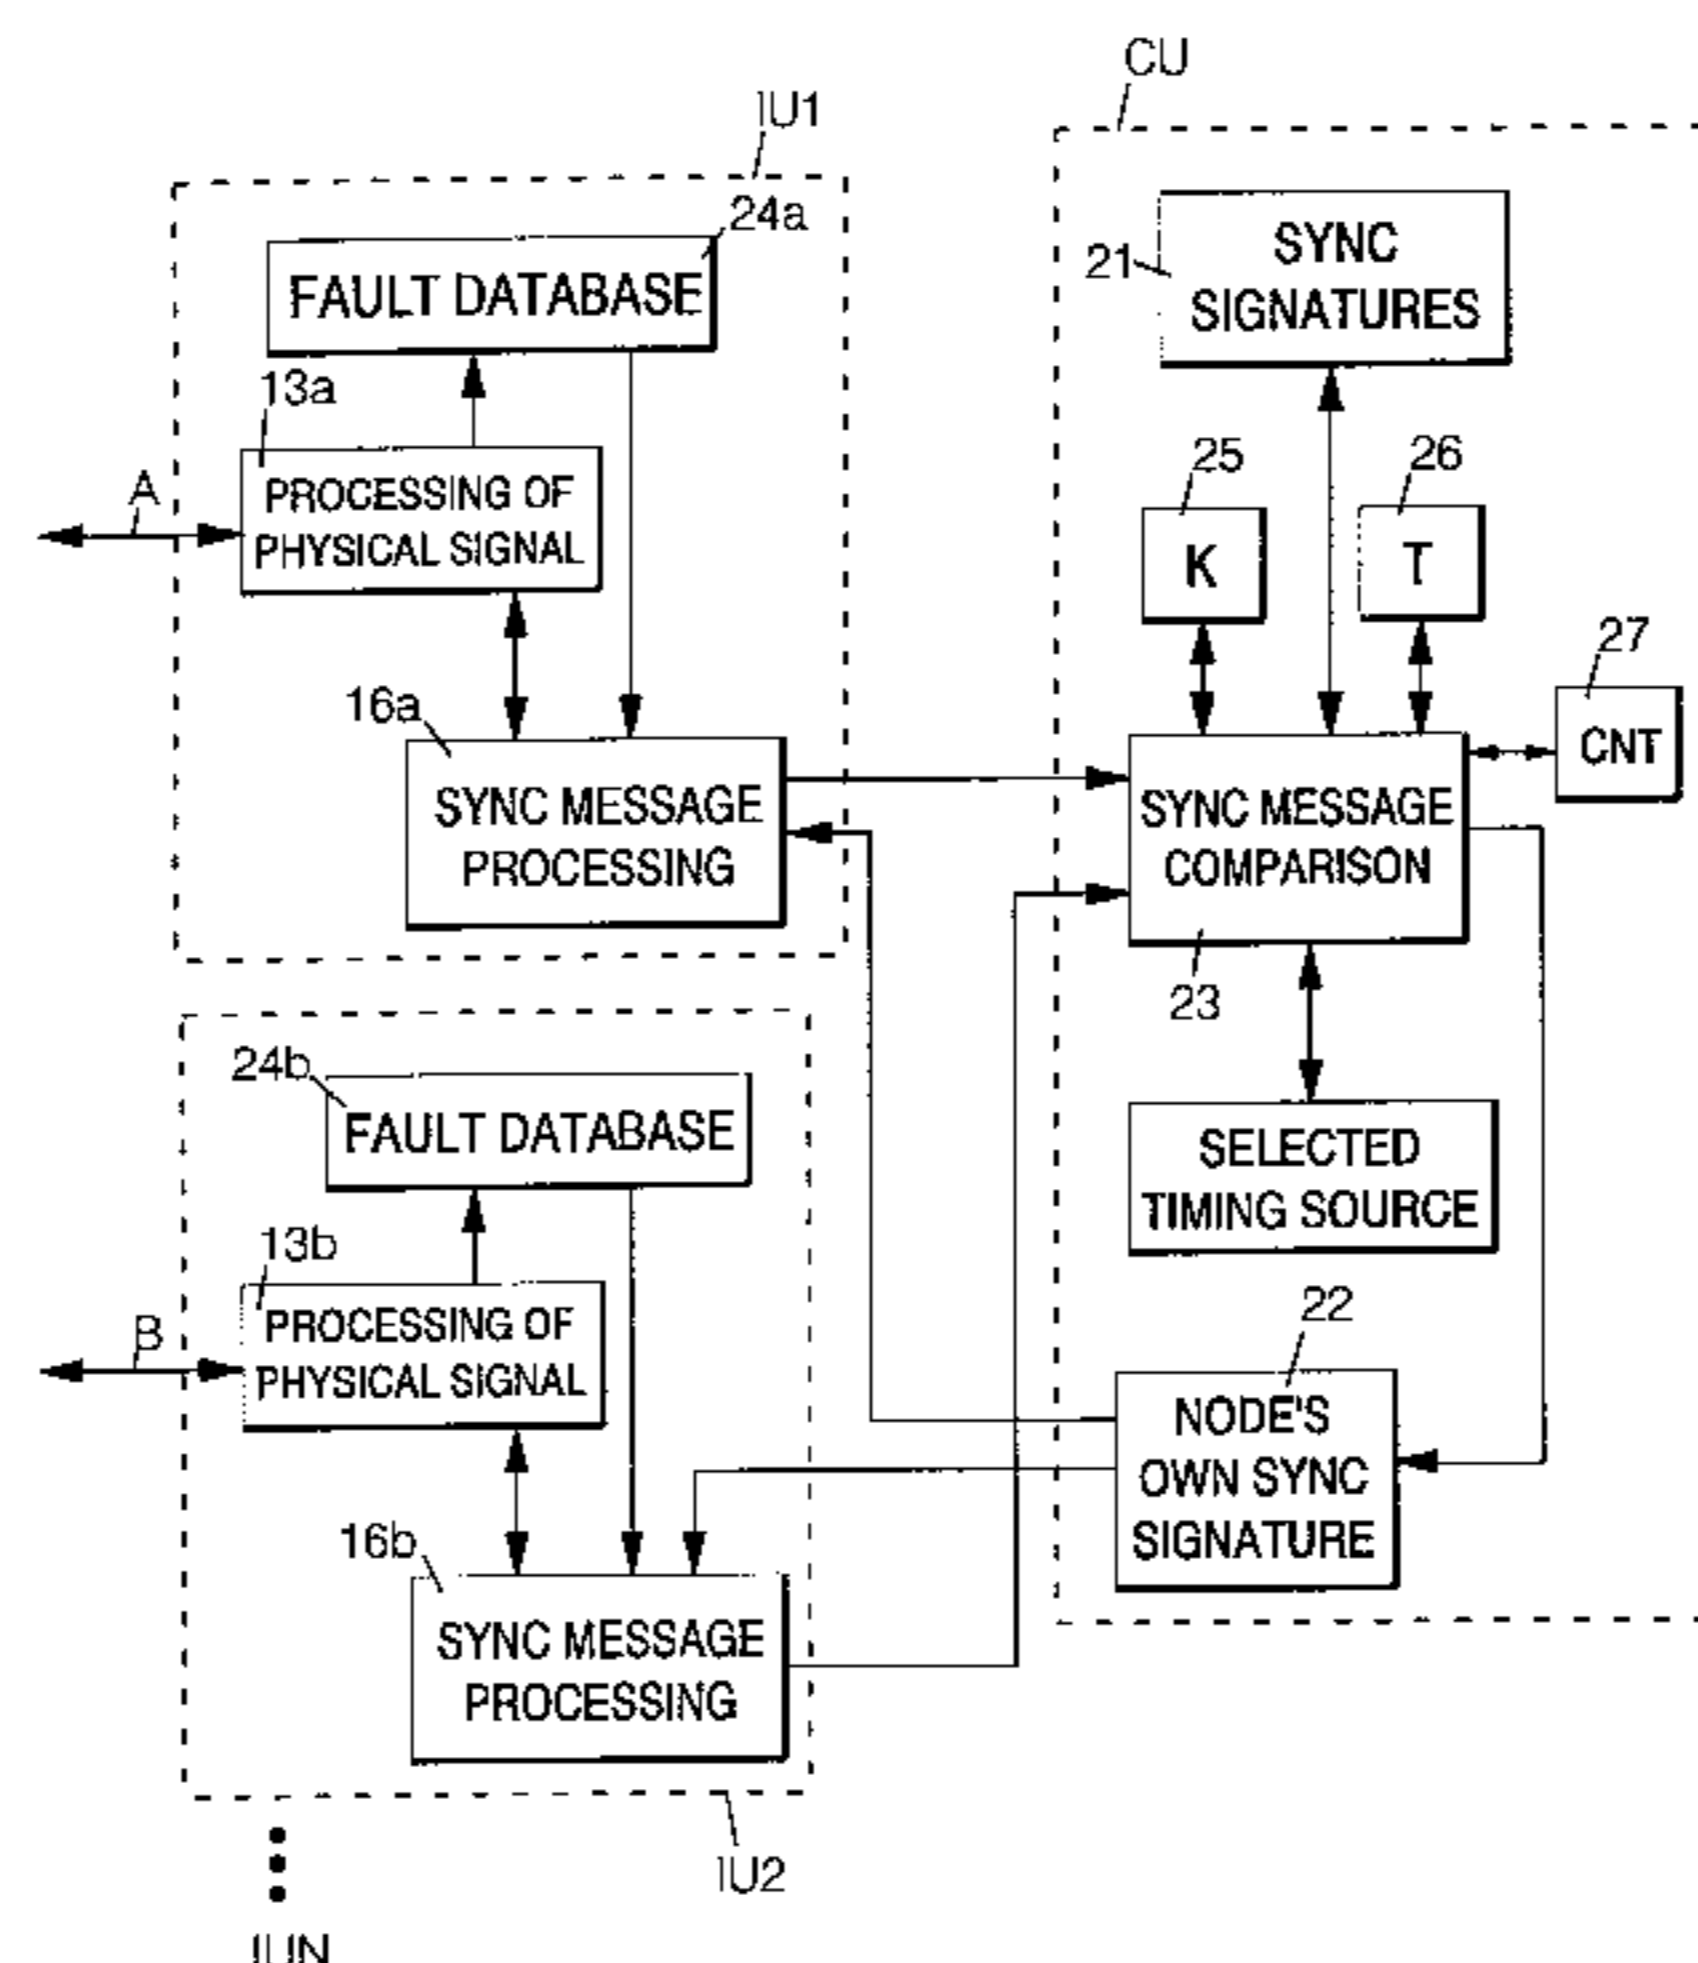 CU
IU1
24a
FAULT DATABASE
13a
PROCESSING OF
PHYSICAL SIGNAL
A
16a
SYNC MESSAGE
PROCESSING
21
SYNC
SIGNATURES
25
K
26
T
27
CNT
SYNC MESSAGE
COMPARISON
23
SELECTED
TIMING SOURCE
22
NODE'S
OWN SYNC
SIGNATURE
24b
FAULT DATABASE
13b
PROCESSING OF
PHYSICAL SIGNAL
B
16b
SYNC MESSAGE
PROCESSING
IU2
IUN